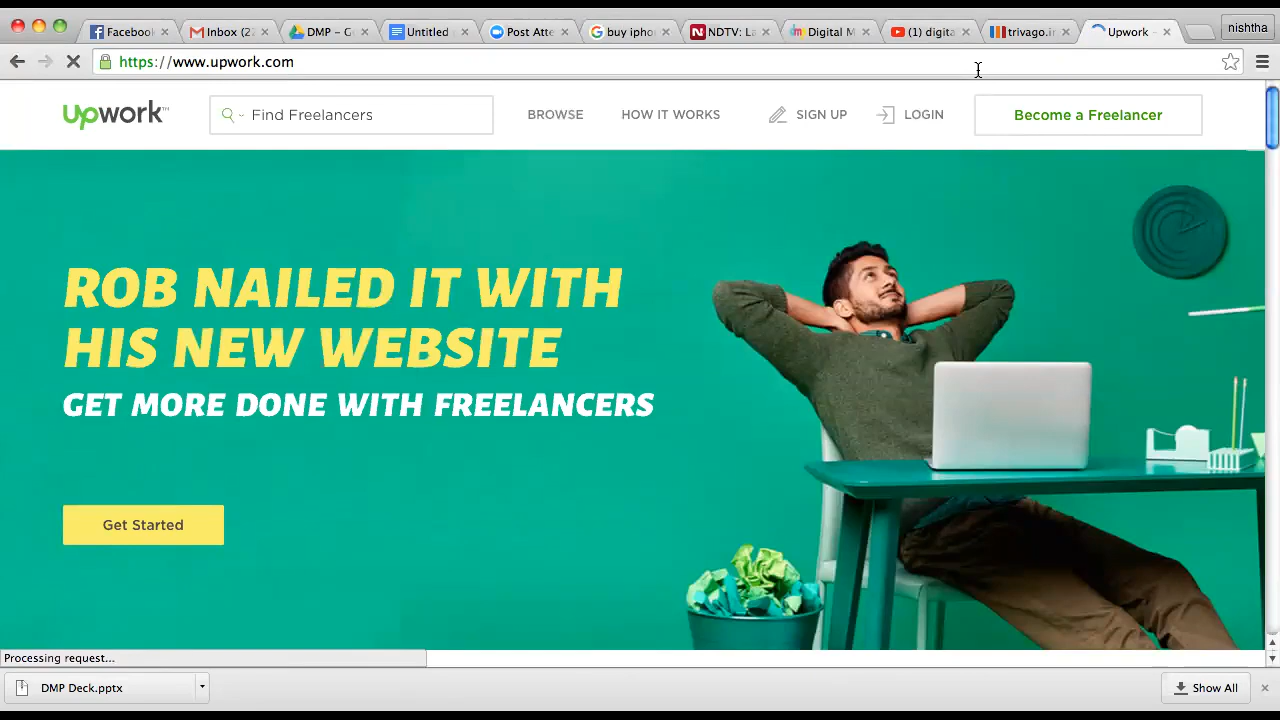 Facebook
Inbox (2
DMP – G
Untitled
Post Atte
buy ipho
NDTV: La
Digital M
(1) digita
trivago.in
Upwork –
nishtha
https://www.upwork.com
upwork™
Find Freelancers
BROWSE
HOW IT WORKS
SIGN UP
LOGIN
Become a Freelancer
ROB NAILED IT WITH
HIS NEW WEBSITE
GET MORE DONE WITH FREELANCERS
Get Started
Processing request...
DMP Deck.pptx
Show All